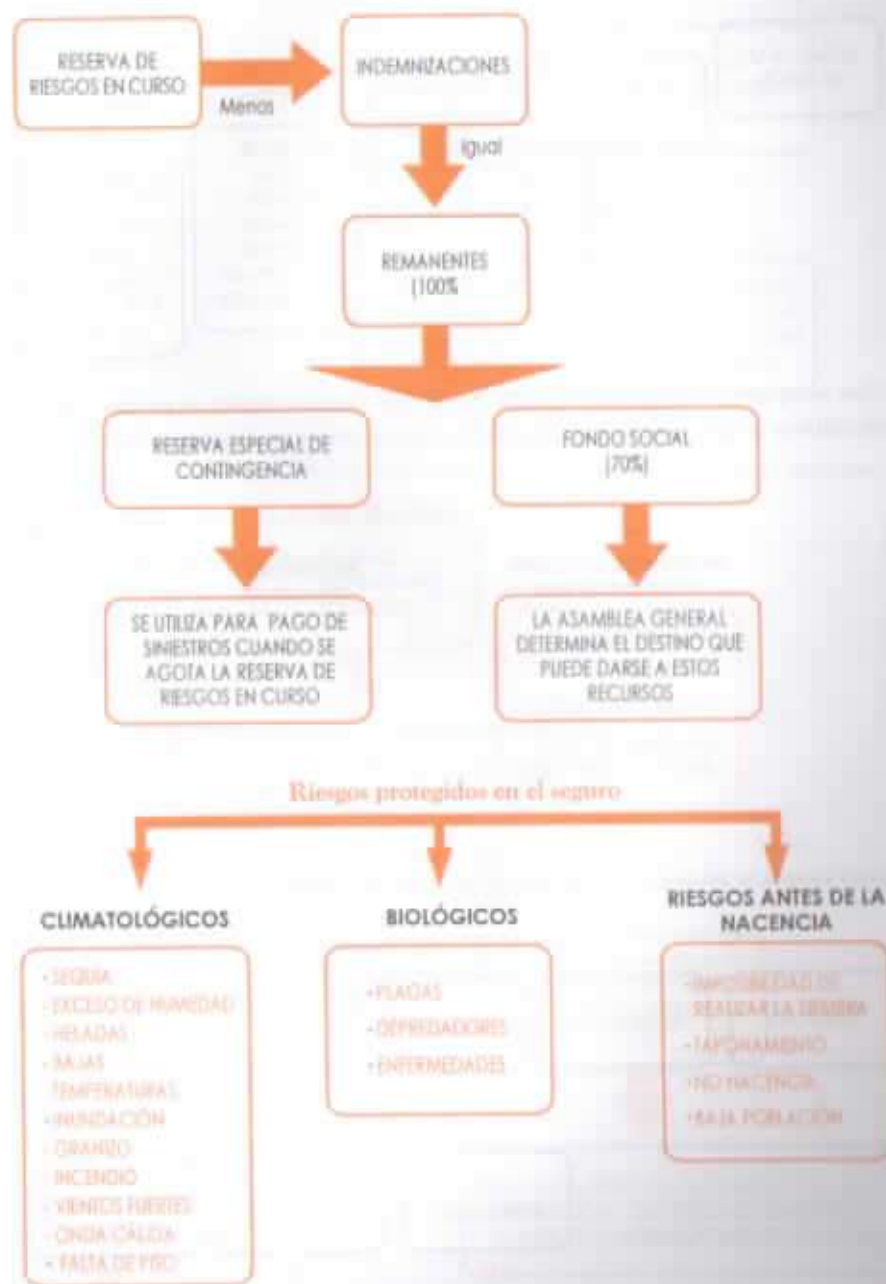 RESERVA DE
RIESGOS EN CURSO
Menos
INDEMNIZACIONES
Igual
REMANENTES
(100%
RESERVA ESPECIAL DE
CONTINGENCIA
FONDO SOCIAL
(70%)
SE UTILIZA PARA PAGO DE
SINIESTROS CUANDO SE
AGOTA LA RESERVA DE
RIESGOS EN CURSO
LA ASAMBLEA GENERAL
DETERMINA EL DESTINO QUE
PUEDE DARSE A ESTOS
RECURSOS
Riesgos protegidos en el seguro
CLIMATOLÓGICOS
• SEQUÍA
- EXCESO DE HUMEDAD
- HELADAS
• BAJAS
TEMPERATURAS
• INUNDACIÓN
- GRANIZO
- INCENDIO
- VIENTOS FUERTES
- ONDA CÁLIDA
• FALTA DE PISO
BIOLÓGICOS
• PLAGAS
• DEPREDADORES
• ENFERMEDADES
RIESGOS ANTES DE LA
NACENCIA
• IMPOSIBILIDAD DE
REALIZAR LA SIEMBRA
• TAPONAMIENTO
• NO NACENCIA
• BAJA POBLACIÓN